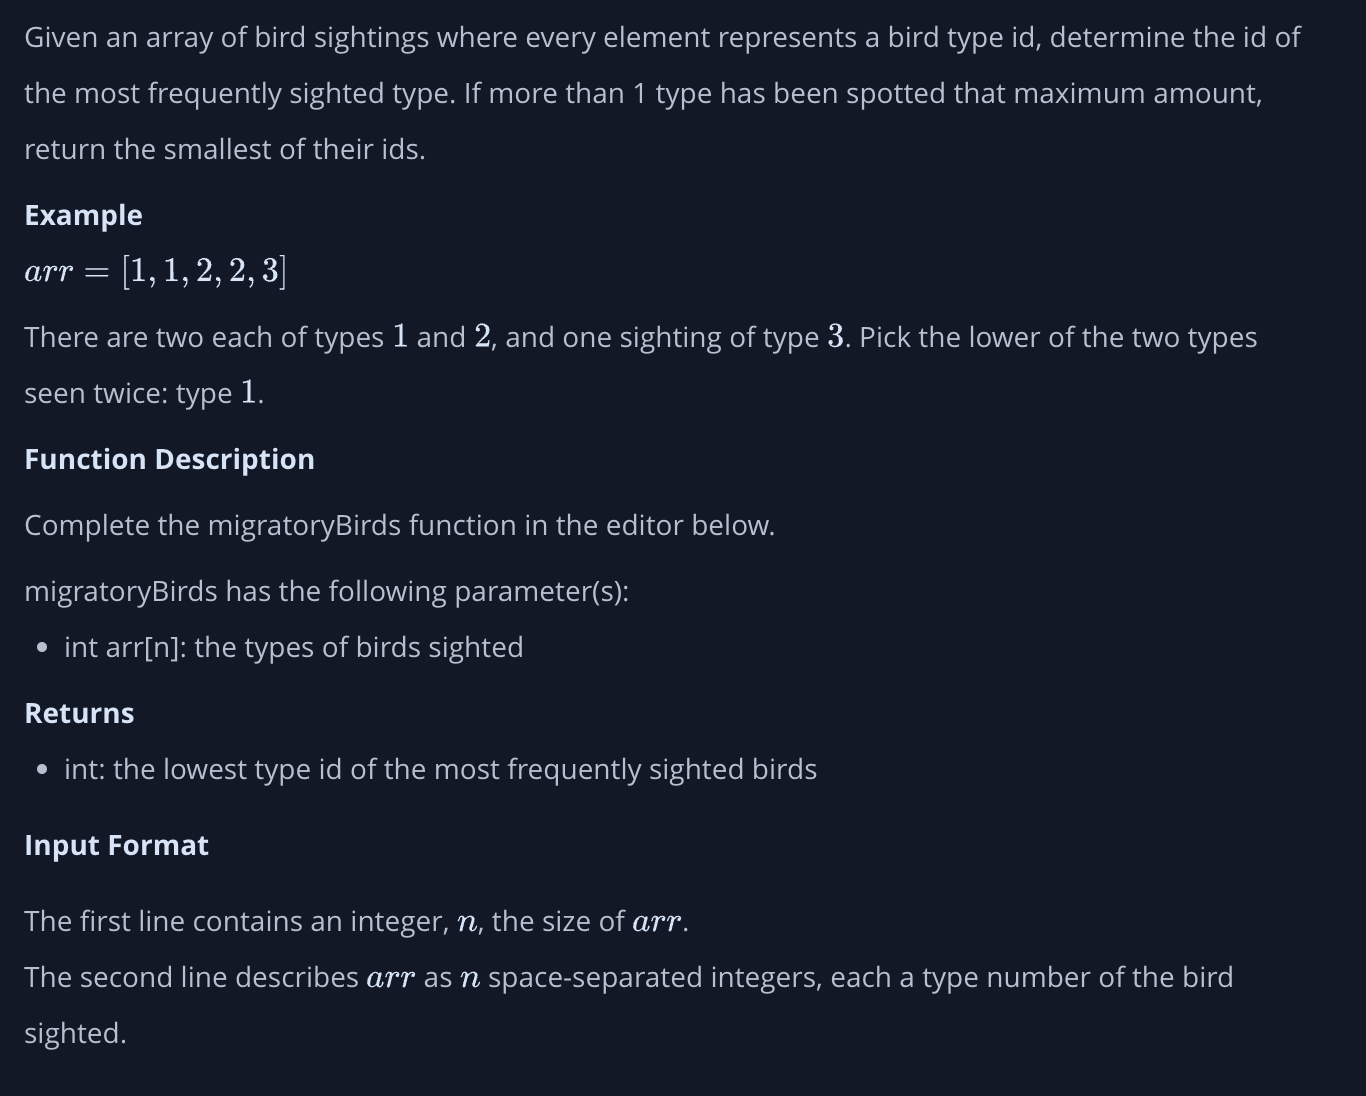 Given an array of bird sightings where every element represents a bird type id, determine the id of
the most frequently sighted type. If more than 1 type has been spotted that maximum amount,
return the smallest of their ids.
Example
arr = [1, 1, 2, 2, 3]
There are two each of types 1 and 2, and one sighting of type 3. Pick the lower of the two types
seen twice: type 1.
Function Description
Complete the migratoryBirds function in the editor below.
migratoryBirds has the following parameter(s):
• int arr[n]: the types of birds sighted
Returns
• int: the lowest type id of the most frequently sighted birds
Input Format
The first line contains an integer, n, the size of arr.
The second line describes arr as n space-separated integers, each a type number of the bird
sighted.